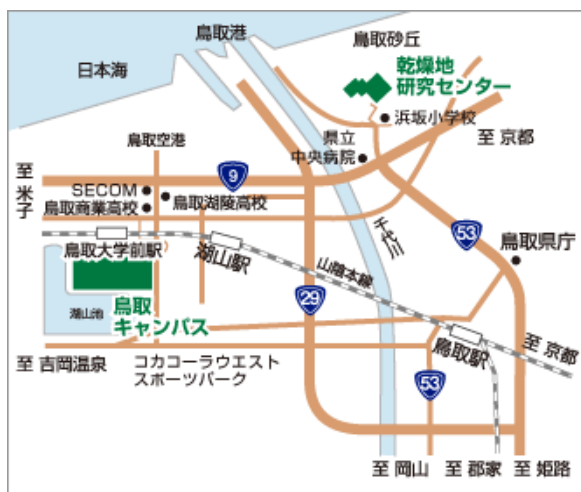 鳥取港
鳥取砂丘
日本海
乾燥地
研究センター
浜坂小学校
鳥取空港
県立
中央病院
至 京都
至 米子
9
SECOM
鳥取商業高校
鳥取湖陵高校
千代川
53
鳥取県庁
鳥取大学前駅
湖山駅
山陰本線
29
湖山池
鳥取
キャンパス
鳥取駅
至 京都
至 吉岡温泉
コカコーラウエスト
スポーツパーク
53
至 岡山
至 郡家
至 姫路